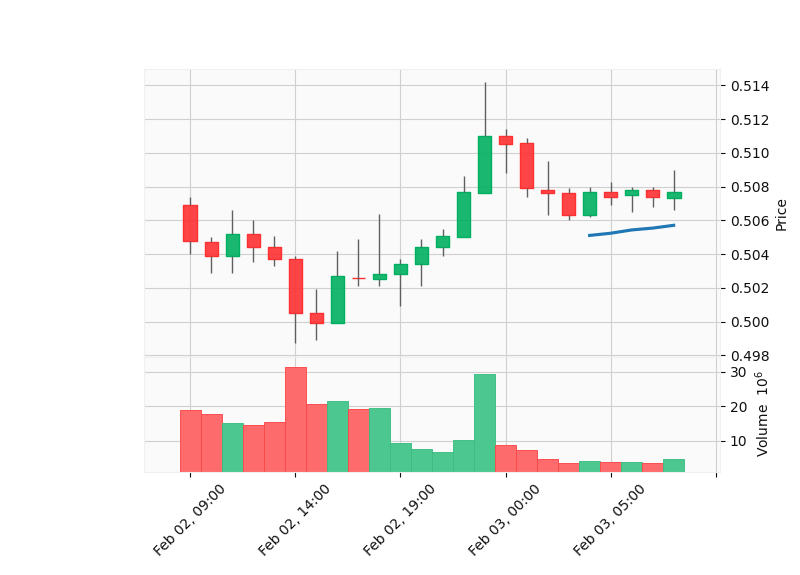 0.514
0.512
0.510
0.508
0.506
0.504
0.502
0.500
0.498
Price
30
20
10
Volume 10⁶
Feb 02, 09:00
Feb 02, 14:00
Feb 02, 19:00
Feb 03, 00:00
Feb 03, 05:00